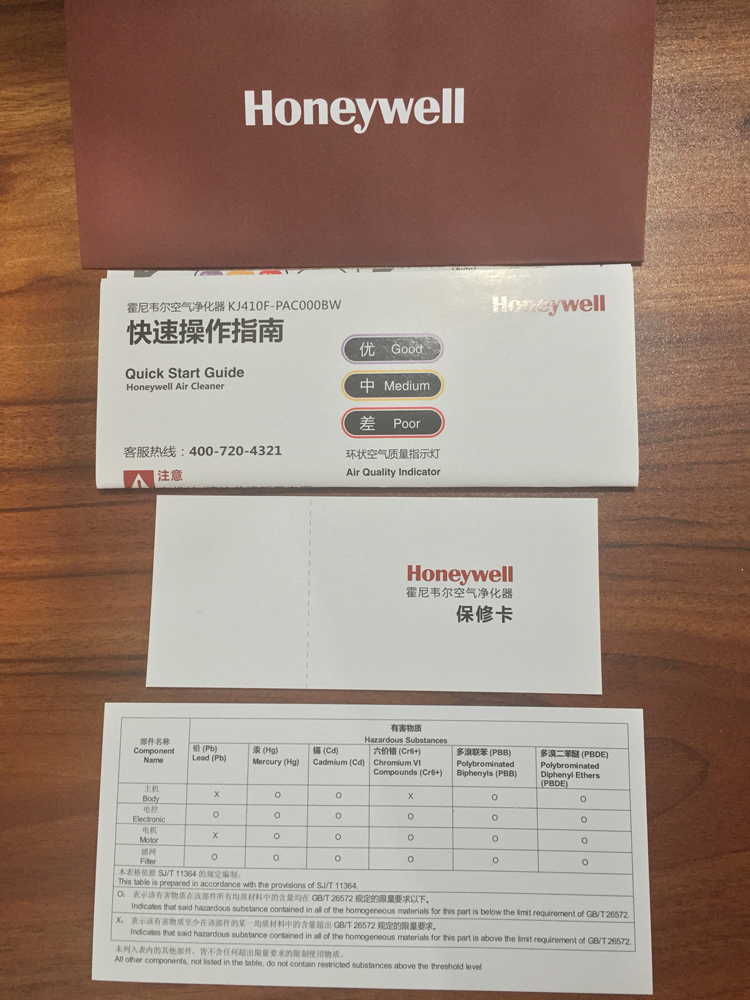 Honeywell
霍尼韦尔空气净化器 KJ410F-PAC000BW
Honeywell
快速操作指南
Quick Start Guide
Honeywell Air Cleaner
优 Good
中 Medium
差 Poor
客服热线：400-720-4321
环状空气质量指示灯
Air Quality Indicator
注意
Honeywell
霍尼韦尔空气净化器
保修卡
部件名称
Component
Name
有害物质
Hazardous Substances
铅 (Pb)
Lead (Pb)
汞 (Hg)
Mercury (Hg)
镉 (Cd)
Cadmium (Cd)
六价铬 (Cr6+)
Chromium VI
Compounds (Cr6+)
多溴联苯 (PBB)
Polybrominated
Biphenyls (PBB)
多溴二苯醚 (PBDE)
Polybrominated
Diphenyl Ethers
(PBDE)
主机
Body
X O O X O O
电控
Electronic
O O O O O O
电机
Motor
X O O O O O
滤网
Filter
O O O O O O
本表格依据 SJ/T 11364 的规定编制。
This table is prepared in accordance with the provisions of SJ/T 11364.
O: 表示该有害物质在该部件所有均质材料中的含量均在 GB/T 26572 规定的限量要求以下。
Indicates that said hazardous substance contained in all of the homogeneous materials for this part is below the limit requirement of GB/T 26572.
X: 表示该有害物质至少在该部件的某一均质材料中的含量超出 GB/T 26572 规定的限量要求。
Indicates that said hazardous substance contained in all of the homogeneous materials for this part is above the limit requirement of GB/T 26572.
未列入表内的其他部件，皆不含任何超出限量要求的限制使用物质。
All other components, not listed in the table, do not contain restricted substances above the threshold level